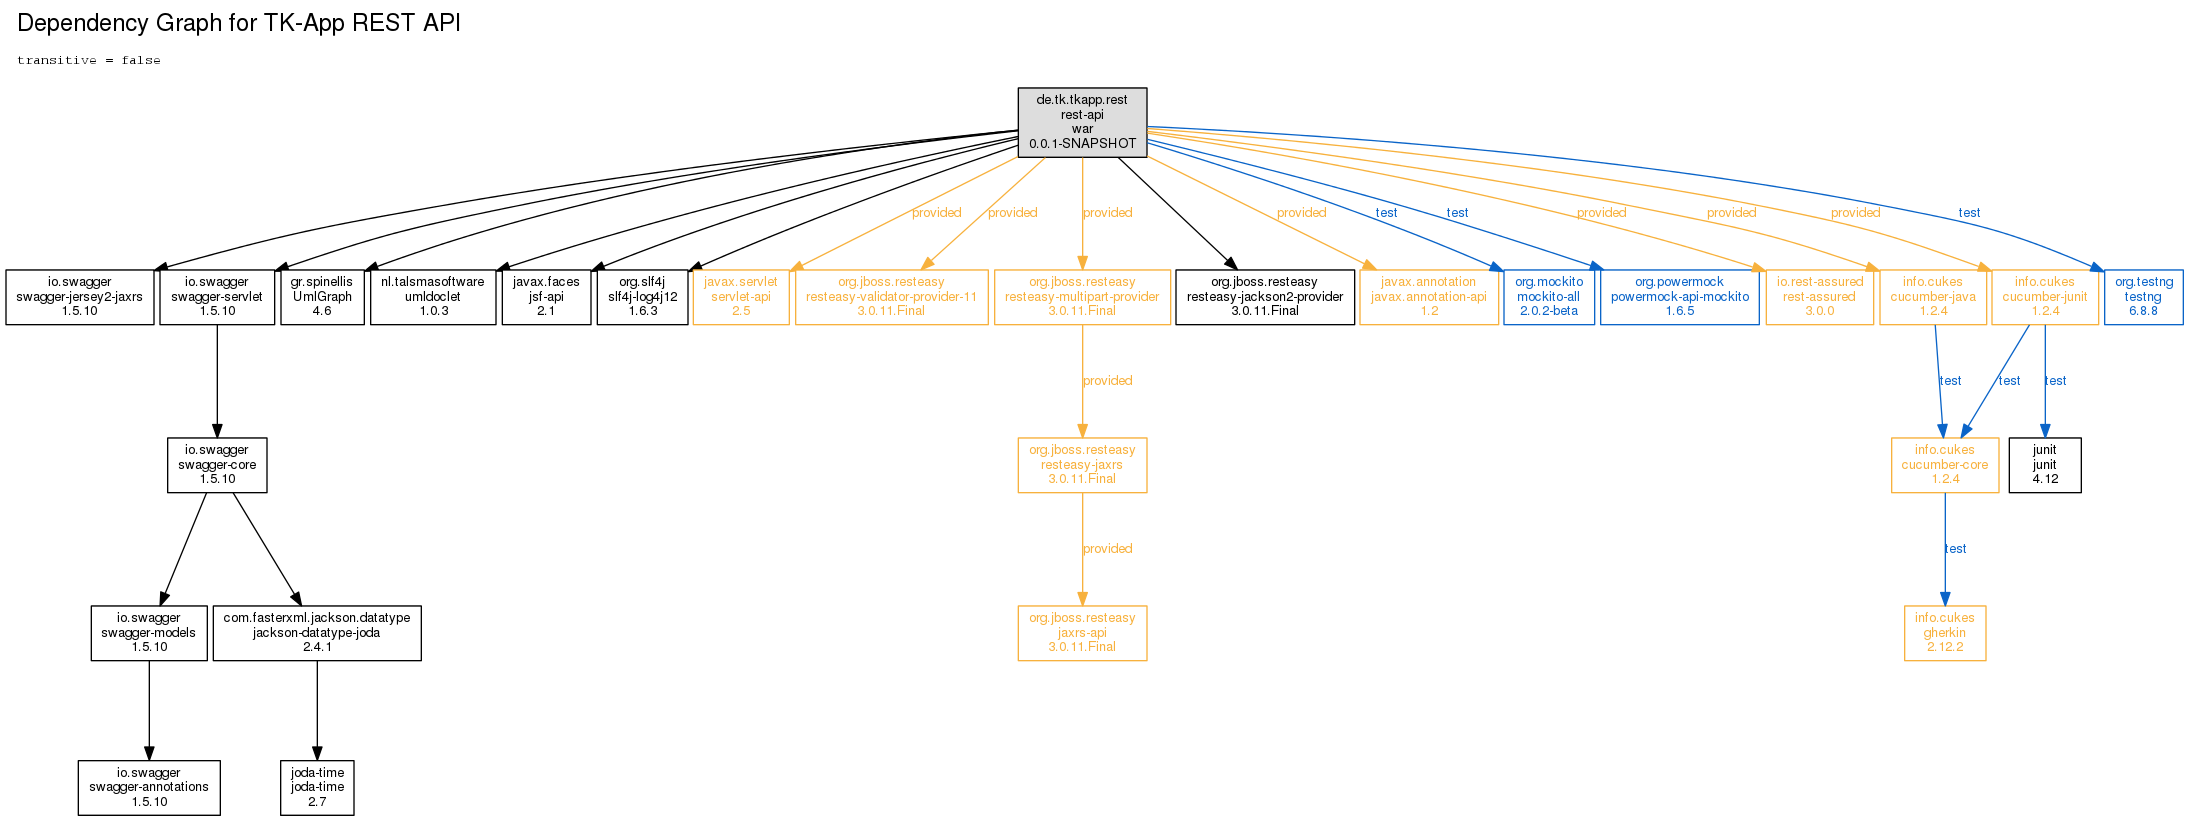 Dependency Graph for TK-App REST API
transitive = false
de.tk.tkapp.rest
rest-api
war
0.0.1-SNAPSHOT
provided
provided
provided
provided
test
test
provided
provided
provided
test
io.swagger
swagger-jersey2-jaxrs
1.5.10
io.swagger
swagger-servlet
1.5.10
gr.spinellis
UmlGraph
4.6
nl.talsmasoftware
umldoclet
1.0.3
javax.faces
jsf-api
2.1
org.slf4j
slf4j-log4j12
1.6.3
javax.servlet
servlet-api
2.5
org.jboss.resteasy
resteasy-validator-provider-11
3.0.11.Final
org.jboss.resteasy
resteasy-multipart-provider
3.0.11.Final
org.jboss.resteasy
resteasy-jackson2-provider
3.0.11.Final
javax.annotation
javax.annotation-api
1.2
org.mockito
mockito-all
2.0.2-beta
org.powermock
powermock-api-mockito
1.6.5
io.rest-assured
rest-assured
3.0.0
info.cukes
cucumber-java
1.2.4
info.cukes
cucumber-junit
1.2.4
org.testng
testng
6.8.8
provided
test
test
test
io.swagger
swagger-core
1.5.10
org.jboss.resteasy
resteasy-jaxrs
3.0.11.Final
info.cukes
cucumber-core
1.2.4
junit
junit
4.12
provided
test
io.swagger
swagger-models
1.5.10
com.fasterxml.jackson.datatype
jackson-datatype-joda
2.4.1
org.jboss.resteasy
jaxrs-api
3.0.11.Final
info.cukes
gherkin
2.12.2
io.swagger
swagger-annotations
1.5.10
joda-time
joda-time
2.7